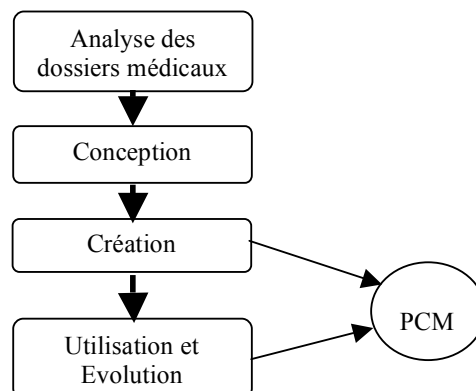 Analyse des
dossiers médicaux
Conception
Création
PCM
Utilisation et
Evolution